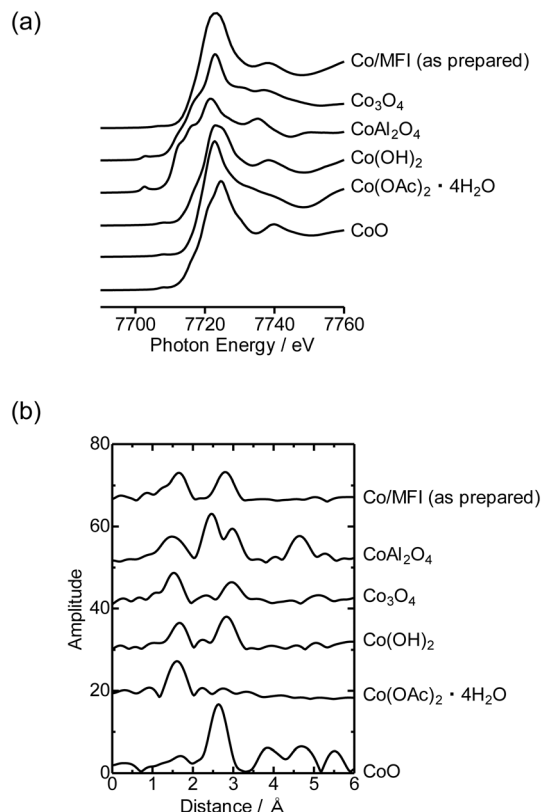 (a)
Co/MFI (as prepared)
Co3O4
CoAl2O4
Co(OH)2
Co(OAc)2・4H2O
CoO
7700 7720 7740 7760
Photon Energy / eV
(b)
80
60
40
20
0
Amplitude
Co/MFI (as prepared)
CoAl2O4
Co3O4
Co(OH)2
Co(OAc)2・4H2O
CoO
0 1 2 3 4 5 6
Distance / Å